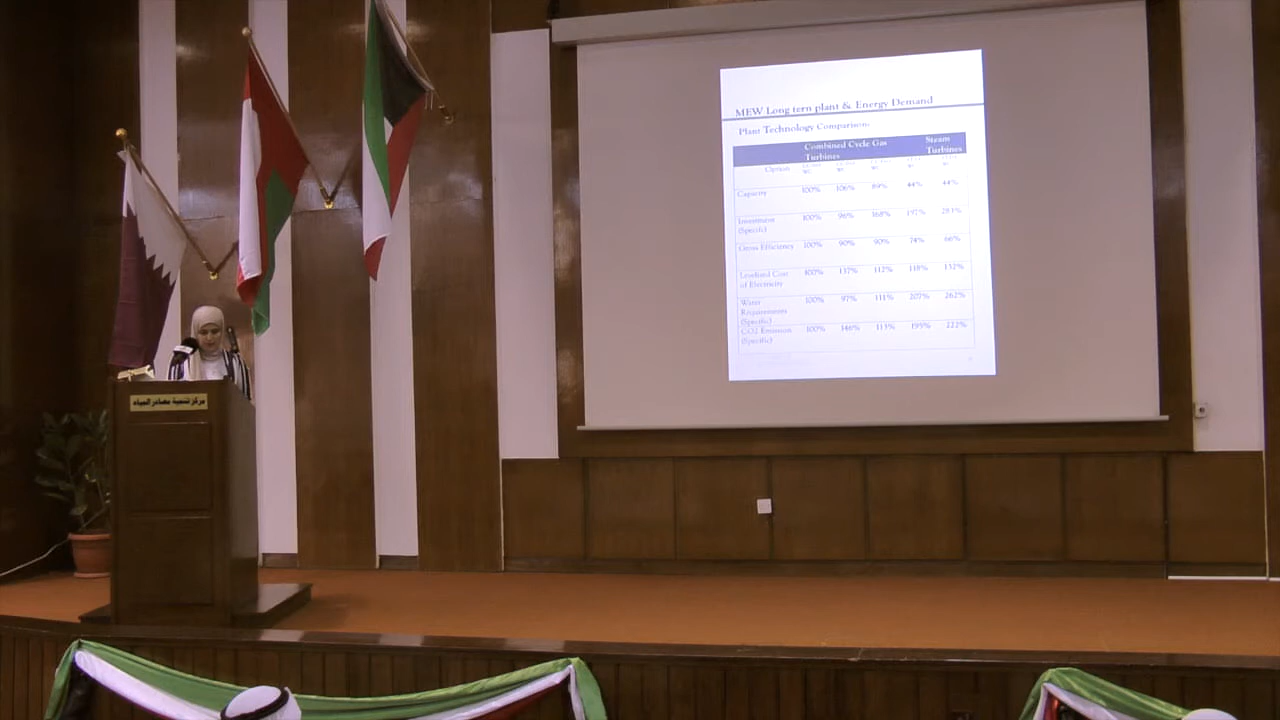 MEW Long tern plant & Energy Demand
Plant Technology Comparison:
Combined Cycle Gas Turbines Steam Turbines
Option
Capacity 100% 106% 89% 44% 44%
Investment (Specific) 100% 96% 168% 197% 283%
Gross Efficiency 100% 90% 90% 74% 66%
Levelized Cost of Electricity 100% 137% 112% 118% 132%
Water Requirement (Specific) 100% 97% 111% 207% 262%
CO2 Emission (Specific) 100% 146% 113% 195% 222%
مركز تنمية مصادر المياه